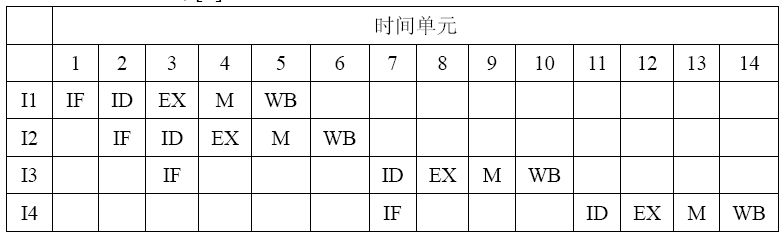 时间单元
1 2 3 4 5 6 7 8 9 10 11 12 13 14
I1 IF ID EX M WB
I2 IF ID EX M WB
I3 IF ID EX M WB
I4 IF ID EX M WB